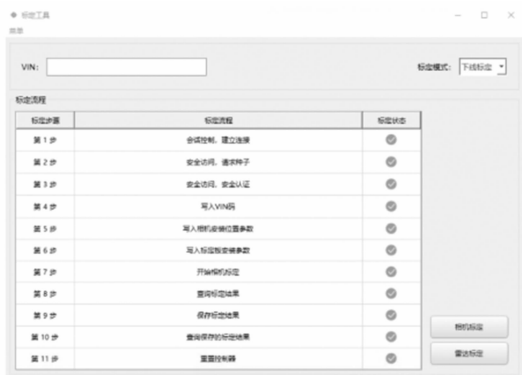 标定工具
信息
VIN:
标定模式: 下线标定
标定流程
标定步骤 标定流程 标定状态
第 1 步 会话控制，建立连接
第 2 步 安全访问，请求种子
第 3 步 安全访问，安全认证
第 4 步 写入VIN码
第 5 步 写入相机安装位置参数
第 6 步 写入标定板安装参数
第 7 步 开始相机标定
第 8 步 查询标定结果
第 9 步 保存标定结果
第 10 步 查询保存的标定结果
第 11 步 重置控制器
相机标定
雷达标定